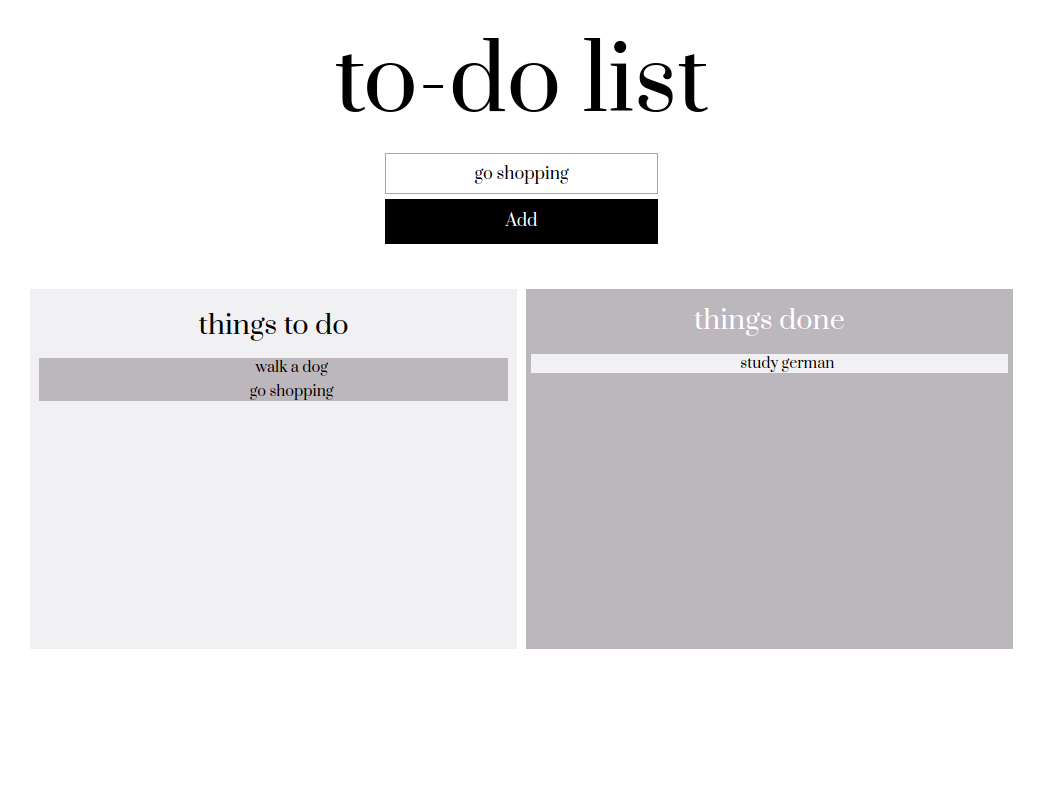 to-do list
go shopping
Add
things to do
walk a dog
go shopping
things done
study german